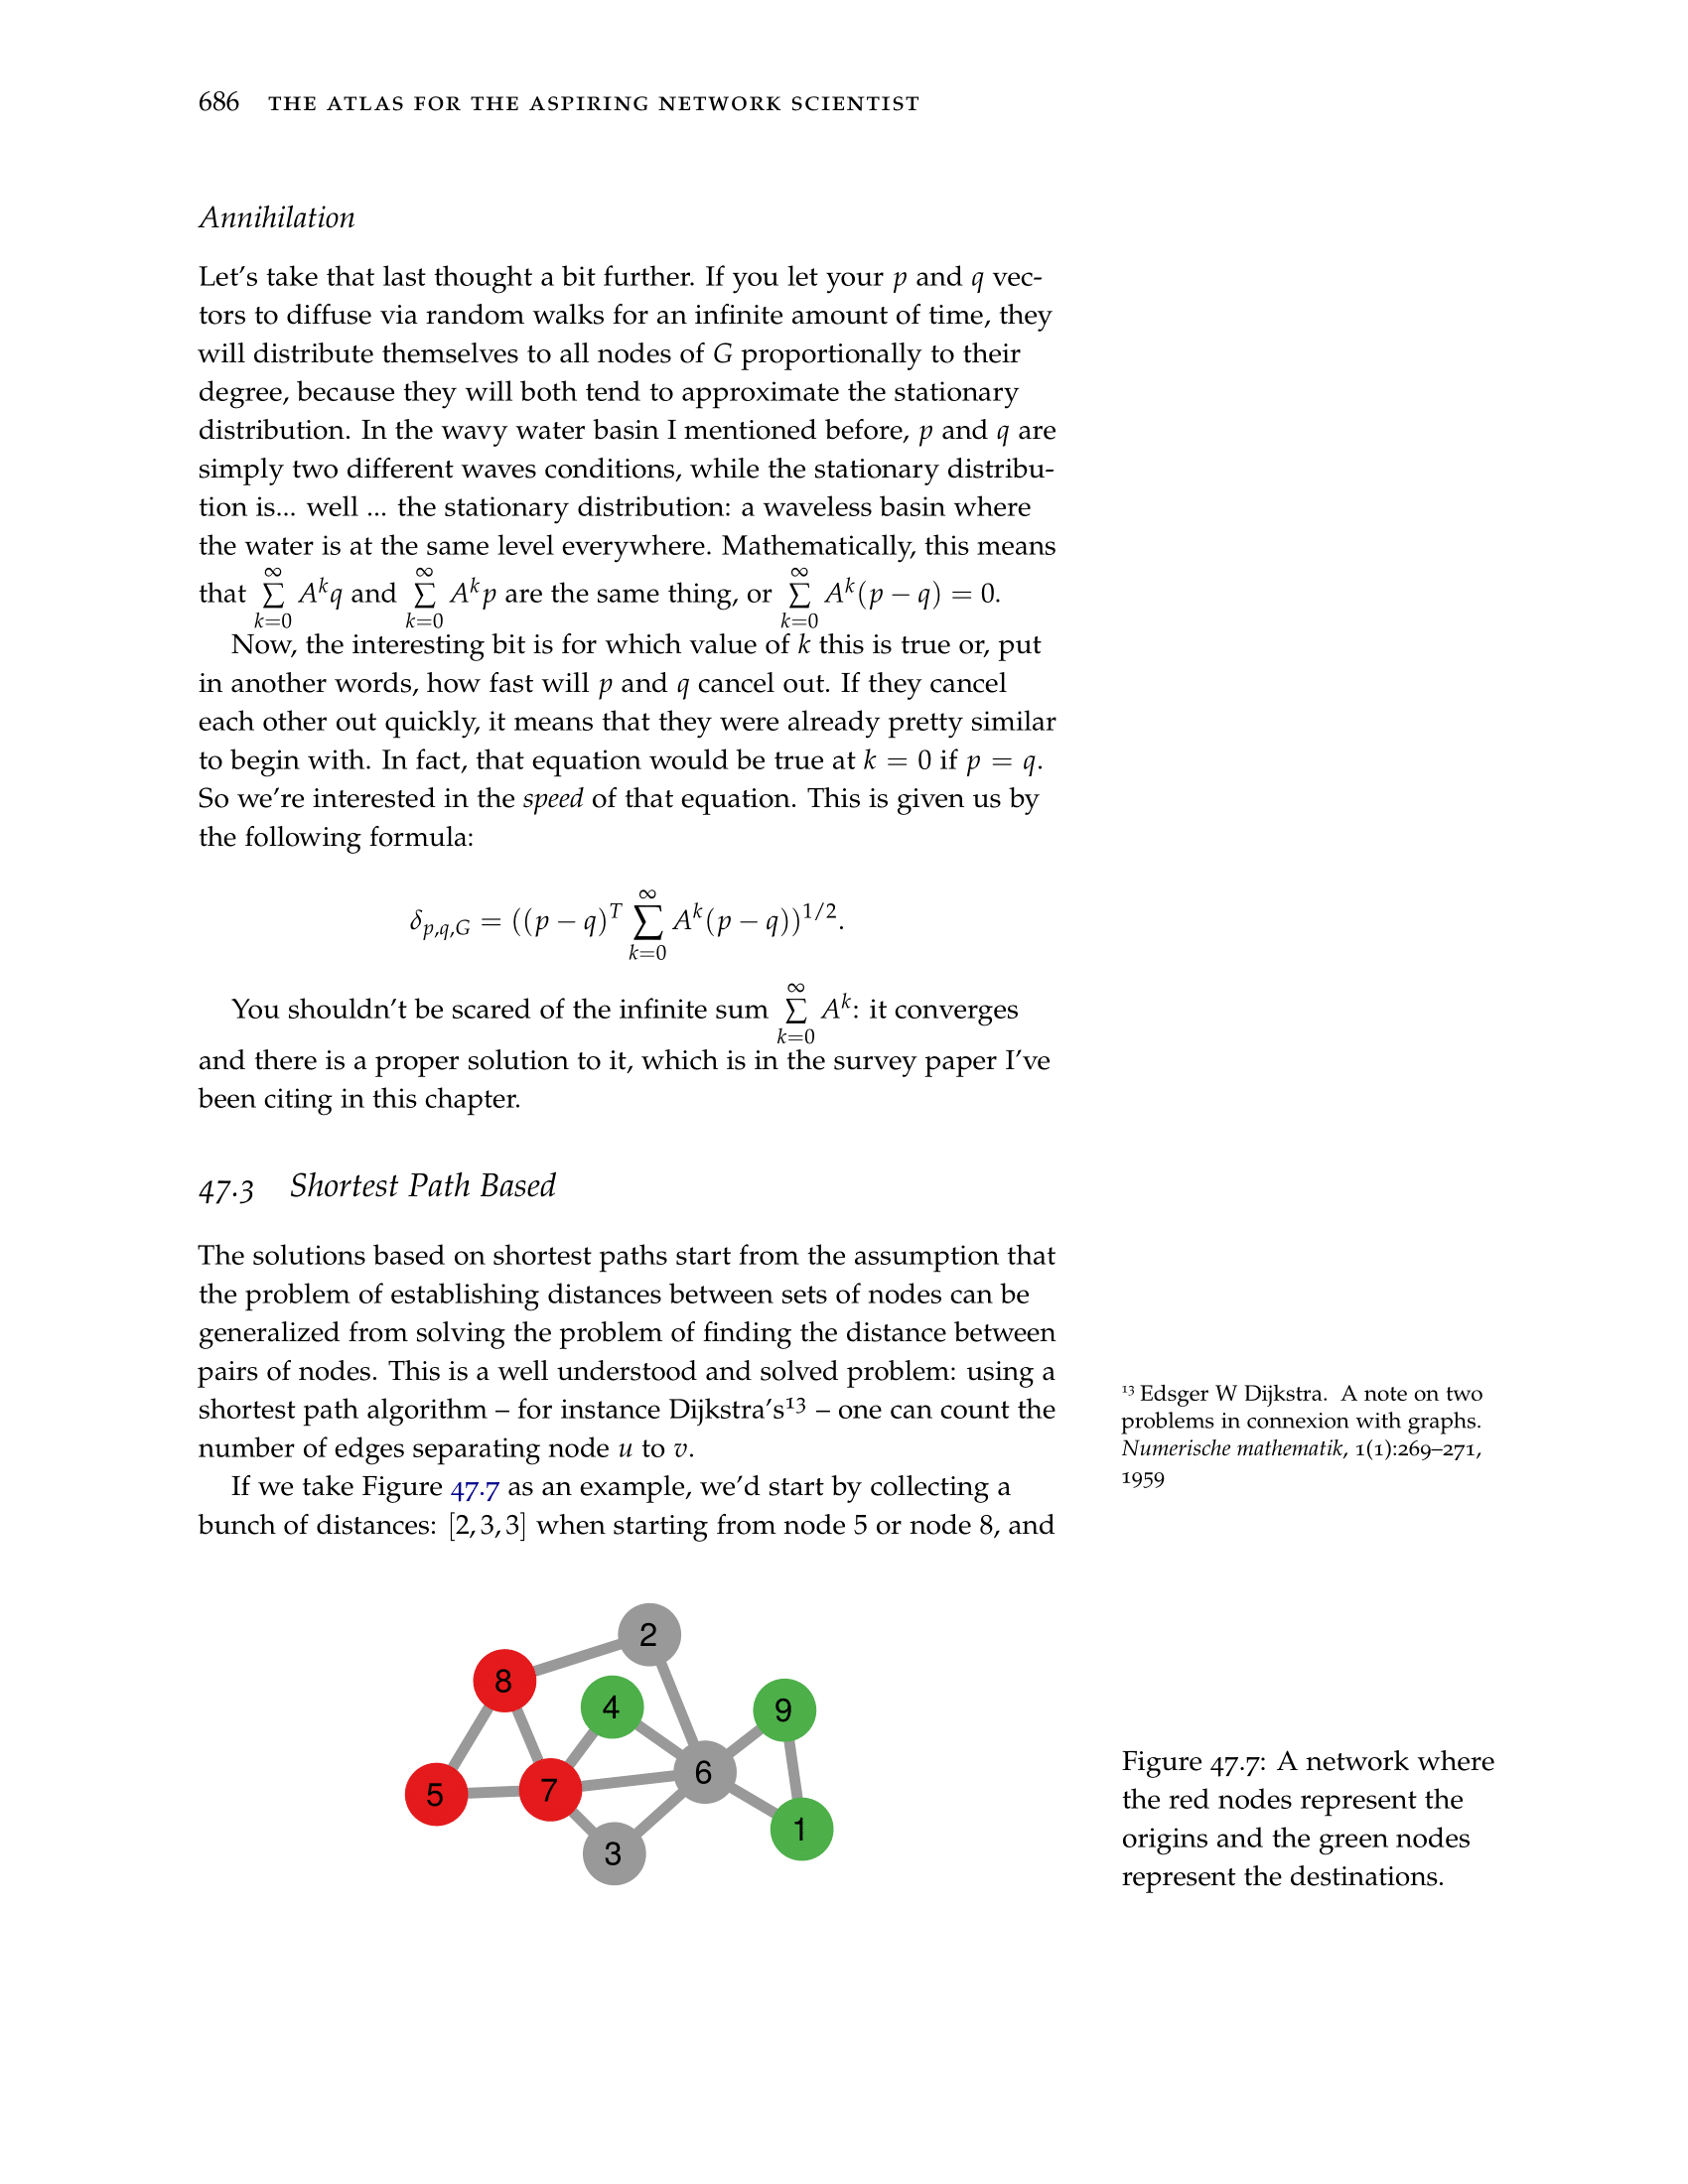 686 THE ATLAS FOR THE ASPIRING NETWORK SCIENTIST
Annihilation
Let's take that last thought a bit further. If you let your p and q vec-
tors to diffuse via random walks for an infinite amount of time, they
will distribute themselves to all nodes of G proportionally to their
degree, because they will both tend to approximate the stationary
distribution. In the wavy water basin I mentioned before, p and q are
simply two different waves conditions, while the stationary distribu-
tion is... well ... the stationary distribution: a waveless basin where
the water is at the same level everywhere. Mathematically, this means
that ∑_{k=0}^{∞} A^k q and ∑_{k=0}^{∞} A^k p are the same thing, or ∑_{k=0}^{∞} A^k (p − q) = 0.
Now, the interesting bit is for which value of k this is true or, put
in another words, how fast will p and q cancel out. If they cancel
each other out quickly, it means that they were already pretty similar
to begin with. In fact, that equation would be true at k = 0 if p = q.
So we're interested in the speed of that equation. This is given us by
the following formula:
δ_{p,q,G} = ((p − q)^T ∑_{k=0}^{∞} A^k (p − q))^{1/2}.
You shouldn't be scared of the infinite sum ∑_{k=0}^{∞} A^k: it converges
and there is a proper solution to it, which is in the survey paper I've
been citing in this chapter.
47.3 Shortest Path Based
The solutions based on shortest paths start from the assumption that
the problem of establishing distances between sets of nodes can be
generalized from solving the problem of finding the distance between
pairs of nodes. This is a well understood and solved problem: using a
shortest path algorithm – for instance Dijkstra's¹³ – one can count the
number of edges separating node u to v.
If we take Figure 47.7 as an example, we'd start by collecting a
bunch of distances: [2, 3, 3] when starting from node 5 or node 8, and
¹³ Edsger W Dijkstra. A note on two
problems in connexion with graphs.
Numerische mathematik, 1(1):269–271,
1959
2
8
4
9
6
5
7
1
3
Figure 47.7: A network where
the red nodes represent the
origins and the green nodes
represent the destinations.